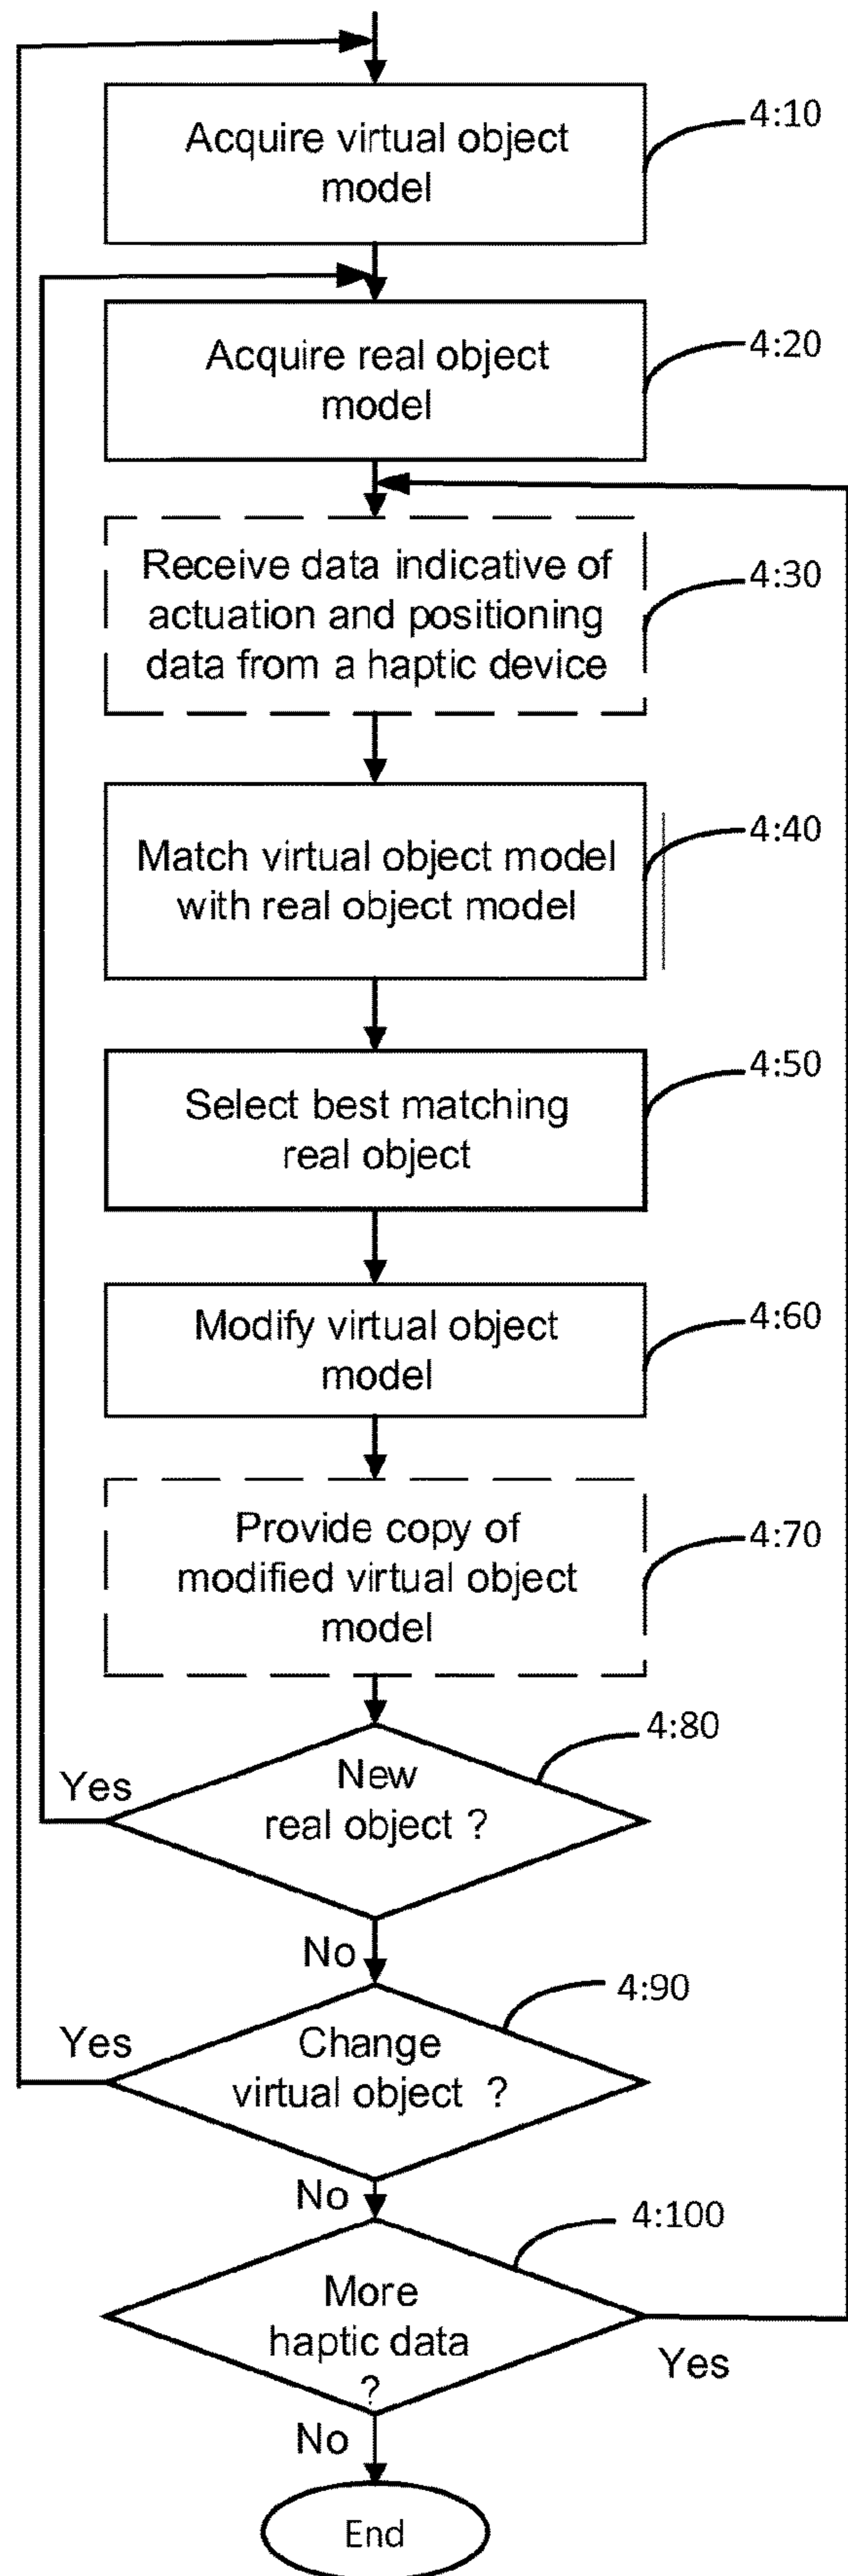 Acquire virtual object
model
4:10
Acquire real object
model
4:20
Receive data indicative of
actuation and positioning
data from a haptic device
4:30
Match virtual object model
with real object model
4:40
Select best matching
real object
4:50
Modify virtual object
model
4:60
Provide copy of
modified virtual object
model
4:70
New
real object ?
4:80
Yes
No
Change
virtual object ?
4:90
Yes
No
More
haptic data
?
4:100
Yes
No
End